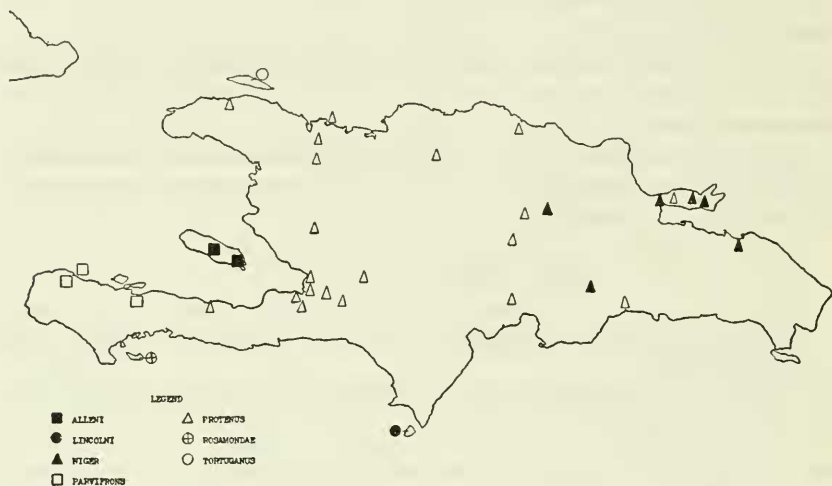 LEGEND
ALLENI
LINCOLNI
NIGER
PARVIFRONS
PROTENUS
ROSAMONDAE
TORTUGANUS